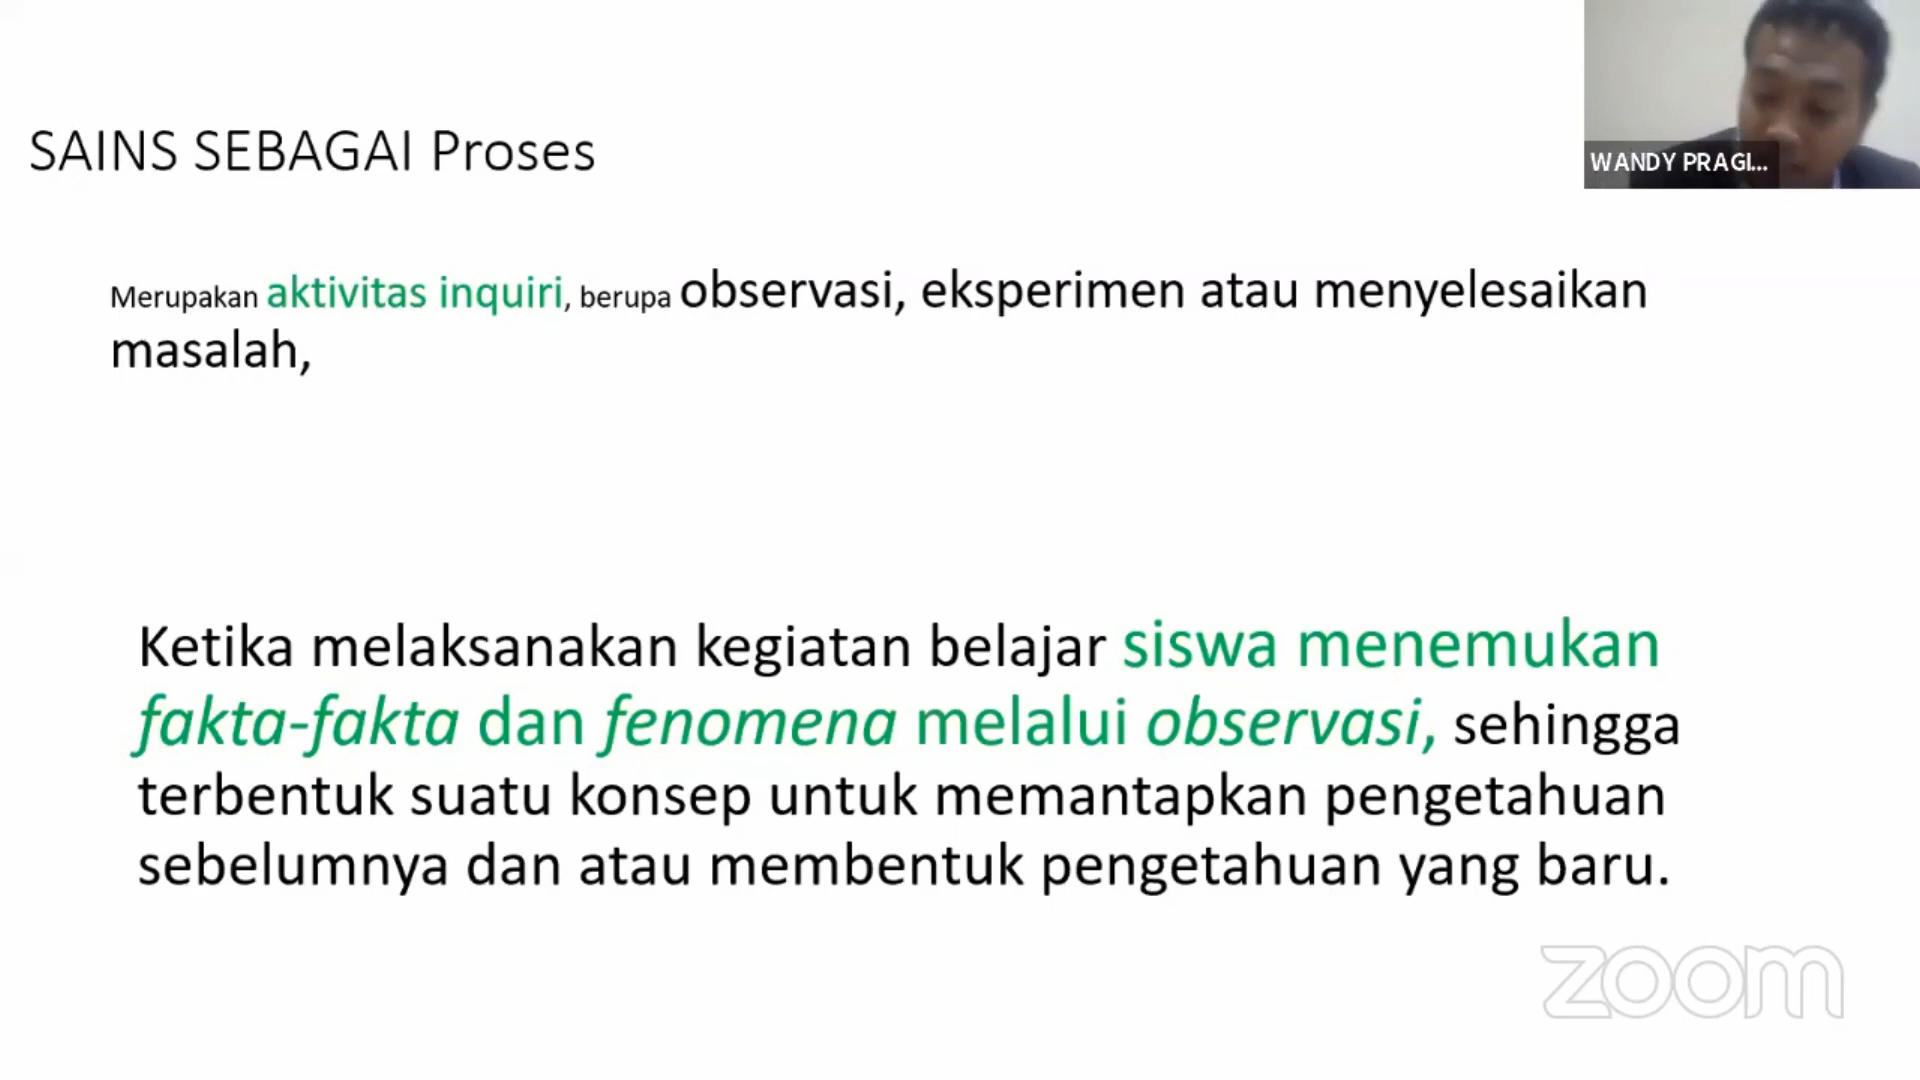 SAINS SEBAGAI Proses
WANDY PRAGI...
Merupakan aktivitas inquiri, berupa observasi, eksperimen atau menyelesaikan
masalah,
Ketika melaksanakan kegiatan belajar siswa menemukan
fakta-fakta dan fenomena melalui observasi, sehingga
terbentuk suatu konsep untuk memantapkan pengetahuan
sebelumnya dan atau membentuk pengetahuan yang baru.
zoom